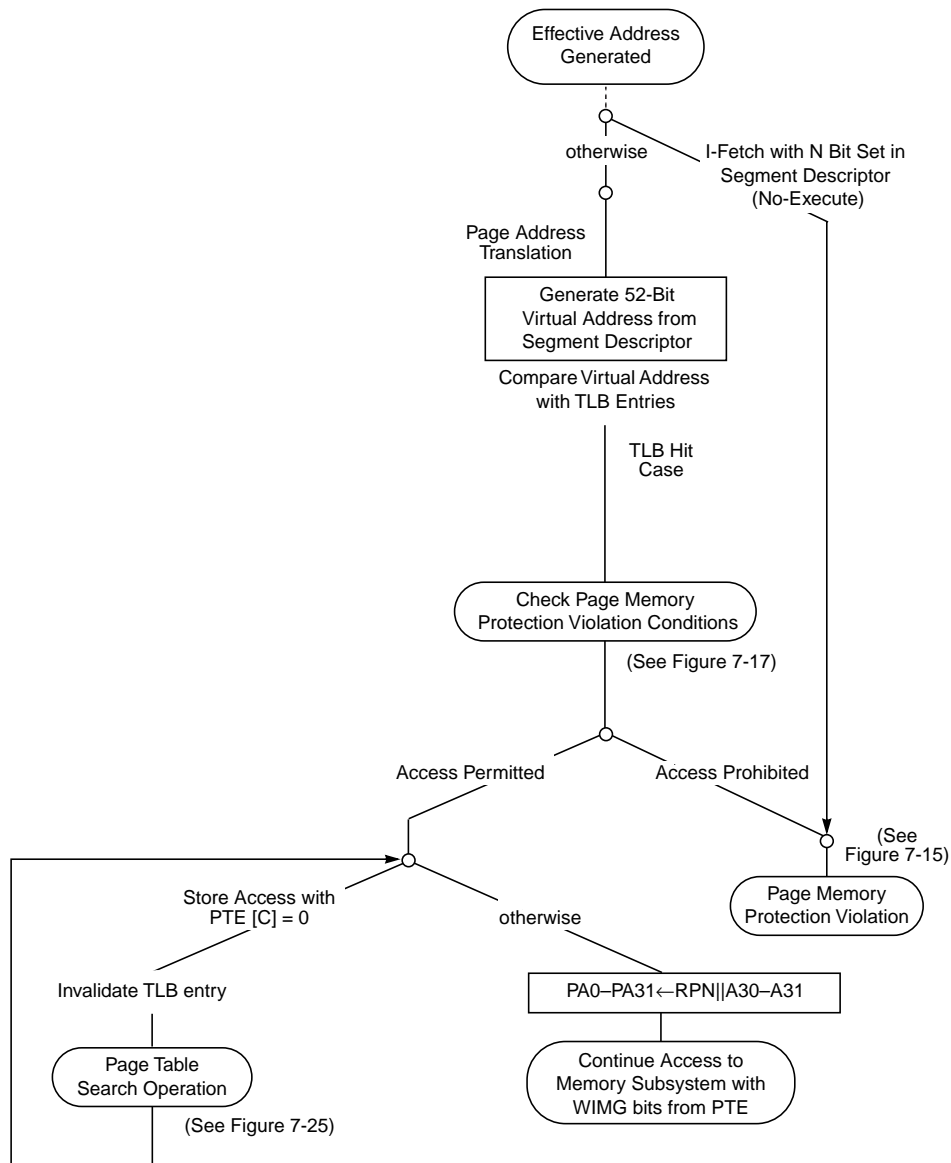 Effective Address
Generated
otherwise
I-Fetch with N Bit Set in
Segment Descriptor
(No-Execute)
Page Address
Translation
Generate 52-Bit
Virtual Address from
Segment Descriptor
Compare Virtual Address
with TLB Entries
TLB Hit
Case
Check Page Memory
Protection Violation Conditions
(See Figure 7-17)
Access Permitted
Access Prohibited
(See
Figure 7-15)
Page Memory
Protection Violation
Store Access with
PTE [C] = 0
otherwise
Invalidate TLB entry
PA0–PA31←RPN||A30–A31
Page Table
Search Operation
(See Figure 7-25)
Continue Access to
Memory Subsystem with
WIMG bits from PTE